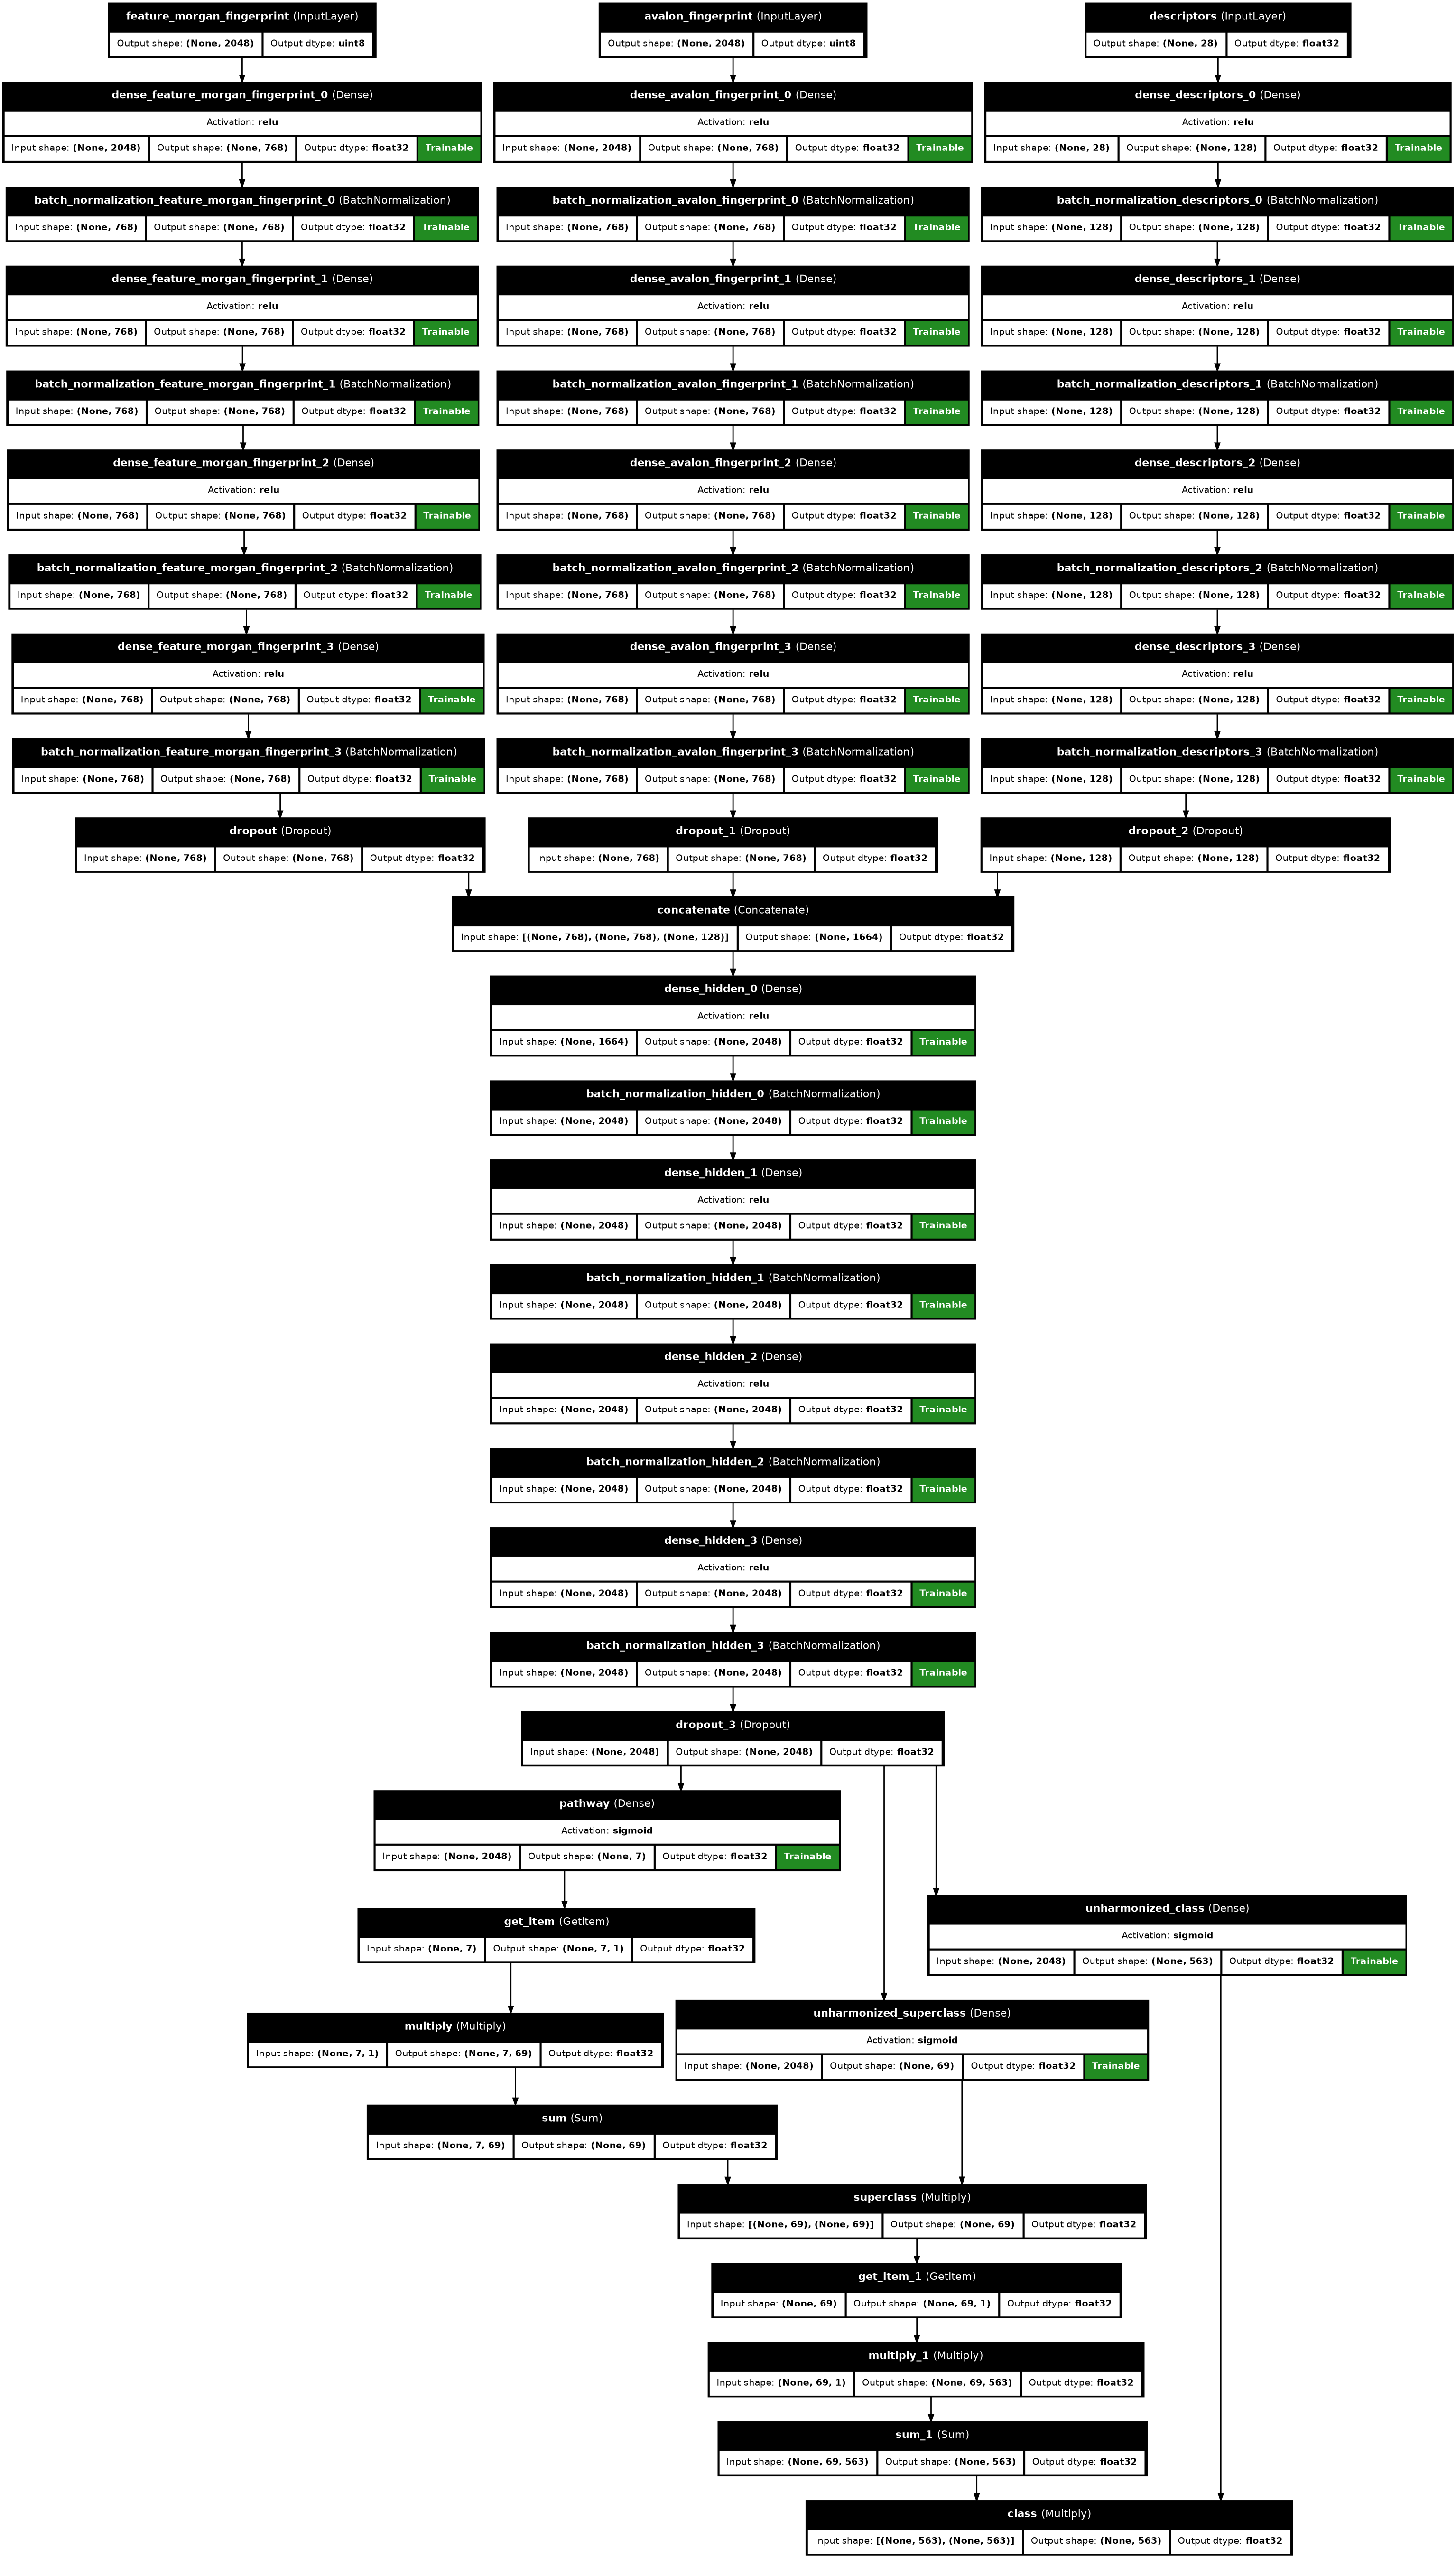 feature_morgan_fingerprint (InputLayer)
Output shape: (None, 2048) Output dtype: uint8
avalon_fingerprint (InputLayer)
Output shape: (None, 2048) Output dtype: uint8
descriptors (InputLayer)
Output shape: (None, 28) Output dtype: float32
dense_feature_morgan_fingerprint_0 (Dense)
Activation: relu
Input shape: (None, 2048) Output shape: (None, 768) Output dtype: float32 Trainable
dense_avalon_fingerprint_0 (Dense)
Activation: relu
Input shape: (None, 2048) Output shape: (None, 768) Output dtype: float32 Trainable
dense_descriptors_0 (Dense)
Activation: relu
Input shape: (None, 28) Output shape: (None, 128) Output dtype: float32 Trainable
batch_normalization_feature_morgan_fingerprint_0 (BatchNormalization)
Input shape: (None, 768) Output shape: (None, 768) Output dtype: float32 Trainable
batch_normalization_avalon_fingerprint_0 (BatchNormalization)
Input shape: (None, 768) Output shape: (None, 768) Output dtype: float32 Trainable
batch_normalization_descriptors_0 (BatchNormalization)
Input shape: (None, 128) Output shape: (None, 128) Output dtype: float32 Trainable
dense_feature_morgan_fingerprint_1 (Dense)
Activation: relu
Input shape: (None, 768) Output shape: (None, 768) Output dtype: float32 Trainable
dense_avalon_fingerprint_1 (Dense)
Activation: relu
Input shape: (None, 768) Output shape: (None, 768) Output dtype: float32 Trainable
dense_descriptors_1 (Dense)
Activation: relu
Input shape: (None, 128) Output shape: (None, 128) Output dtype: float32 Trainable
batch_normalization_feature_morgan_fingerprint_1 (BatchNormalization)
Input shape: (None, 768) Output shape: (None, 768) Output dtype: float32 Trainable
batch_normalization_avalon_fingerprint_1 (BatchNormalization)
Input shape: (None, 768) Output shape: (None, 768) Output dtype: float32 Trainable
batch_normalization_descriptors_1 (BatchNormalization)
Input shape: (None, 128) Output shape: (None, 128) Output dtype: float32 Trainable
dense_feature_morgan_fingerprint_2 (Dense)
Activation: relu
Input shape: (None, 768) Output shape: (None, 768) Output dtype: float32 Trainable
dense_avalon_fingerprint_2 (Dense)
Activation: relu
Input shape: (None, 768) Output shape: (None, 768) Output dtype: float32 Trainable
dense_descriptors_2 (Dense)
Activation: relu
Input shape: (None, 128) Output shape: (None, 128) Output dtype: float32 Trainable
batch_normalization_feature_morgan_fingerprint_2 (BatchNormalization)
Input shape: (None, 768) Output shape: (None, 768) Output dtype: float32 Trainable
batch_normalization_avalon_fingerprint_2 (BatchNormalization)
Input shape: (None, 768) Output shape: (None, 768) Output dtype: float32 Trainable
batch_normalization_descriptors_2 (BatchNormalization)
Input shape: (None, 128) Output shape: (None, 128) Output dtype: float32 Trainable
dense_feature_morgan_fingerprint_3 (Dense)
Activation: relu
Input shape: (None, 768) Output shape: (None, 768) Output dtype: float32 Trainable
dense_avalon_fingerprint_3 (Dense)
Activation: relu
Input shape: (None, 768) Output shape: (None, 768) Output dtype: float32 Trainable
dense_descriptors_3 (Dense)
Activation: relu
Input shape: (None, 128) Output shape: (None, 128) Output dtype: float32 Trainable
batch_normalization_feature_morgan_fingerprint_3 (BatchNormalization)
Input shape: (None, 768) Output shape: (None, 768) Output dtype: float32 Trainable
batch_normalization_avalon_fingerprint_3 (BatchNormalization)
Input shape: (None, 768) Output shape: (None, 768) Output dtype: float32 Trainable
batch_normalization_descriptors_3 (BatchNormalization)
Input shape: (None, 128) Output shape: (None, 128) Output dtype: float32 Trainable
dropout (Dropout)
Input shape: (None, 768) Output shape: (None, 768) Output dtype: float32
dropout_1 (Dropout)
Input shape: (None, 768) Output shape: (None, 768) Output dtype: float32
dropout_2 (Dropout)
Input shape: (None, 128) Output shape: (None, 128) Output dtype: float32
concatenate (Concatenate)
Input shape: [(None, 768), (None, 768), (None, 128)] Output shape: (None, 1664) Output dtype: float32
dense_hidden_0 (Dense)
Activation: relu
Input shape: (None, 1664) Output shape: (None, 2048) Output dtype: float32 Trainable
batch_normalization_hidden_0 (BatchNormalization)
Input shape: (None, 2048) Output shape: (None, 2048) Output dtype: float32 Trainable
dense_hidden_1 (Dense)
Activation: relu
Input shape: (None, 2048) Output shape: (None, 2048) Output dtype: float32 Trainable
batch_normalization_hidden_1 (BatchNormalization)
Input shape: (None, 2048) Output shape: (None, 2048) Output dtype: float32 Trainable
dense_hidden_2 (Dense)
Activation: relu
Input shape: (None, 2048) Output shape: (None, 2048) Output dtype: float32 Trainable
batch_normalization_hidden_2 (BatchNormalization)
Input shape: (None, 2048) Output shape: (None, 2048) Output dtype: float32 Trainable
dense_hidden_3 (Dense)
Activation: relu
Input shape: (None, 2048) Output shape: (None, 2048) Output dtype: float32 Trainable
batch_normalization_hidden_3 (BatchNormalization)
Input shape: (None, 2048) Output shape: (None, 2048) Output dtype: float32 Trainable
dropout_3 (Dropout)
Input shape: (None, 2048) Output shape: (None, 2048) Output dtype: float32
pathway (Dense)
Activation: sigmoid
Input shape: (None, 2048) Output shape: (None, 7) Output dtype: float32 Trainable
get_item (GetItem)
Input shape: (None, 7) Output shape: (None, 7, 1) Output dtype: float32
unharmonized_class (Dense)
Activation: sigmoid
Input shape: (None, 2048) Output shape: (None, 563) Output dtype: float32 Trainable
multiply (Multiply)
Input shape: (None, 7, 1) Output shape: (None, 7, 69) Output dtype: float32
unharmonized_superclass (Dense)
Activation: sigmoid
Input shape: (None, 2048) Output shape: (None, 69) Output dtype: float32 Trainable
sum (Sum)
Input shape: (None, 7, 69) Output shape: (None, 69) Output dtype: float32
superclass (Multiply)
Input shape: [(None, 69), (None, 69)] Output shape: (None, 69) Output dtype: float32
get_item_1 (GetItem)
Input shape: (None, 69) Output shape: (None, 69, 1) Output dtype: float32
multiply_1 (Multiply)
Input shape: (None, 69, 1) Output shape: (None, 69, 563) Output dtype: float32
sum_1 (Sum)
Input shape: (None, 69, 563) Output shape: (None, 563) Output dtype: float32
class (Multiply)
Input shape: [(None, 563), (None, 563)] Output shape: (None, 563) Output dtype: float32